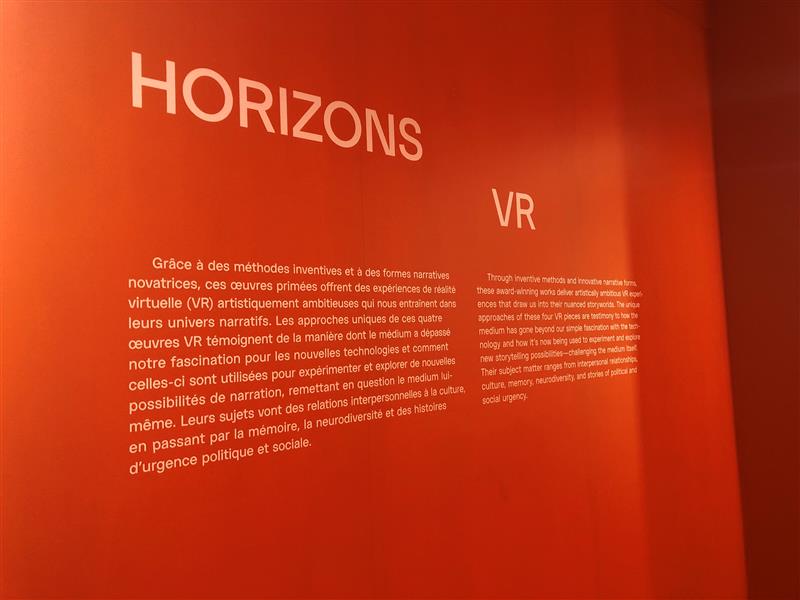 HORIZONS
VR
Grâce à des méthodes inventives et à des formes narratives
novatrices, ces œuvres primées offrent des expériences de réalité
virtuelle (VR) artistiquement ambitieuses qui nous entraînent dans
leurs univers narratifs. Les approches uniques de ces quatre
œuvres VR témoignent de la manière dont le médium a dépassé
notre fascination pour les nouvelles technologies et comment
celles-ci sont utilisées pour expérimenter et explorer de nouvelles
possibilités de narration, remettant en question le medium lui-
même. Leurs sujets vont des relations interpersonnelles à la culture,
en passant par la mémoire, la neurodiversité et des histoires
d'urgence politique et sociale.
Through inventive methods and innovative narrative forms,
these award-winning works deliver artistically ambitious VR experi-
ences that draw us into their nuanced storyworlds. The unique
approaches of these four VR pieces are testimony to how the
medium has gone beyond our simple fascination with the tech-
nology and how it's now being used to experiment and explore
new storytelling possibilities—challenging the medium itself.
Their subject matter ranges from interpersonal relationships,
culture, memory, neurodiversity, and stories of political and
social urgency.